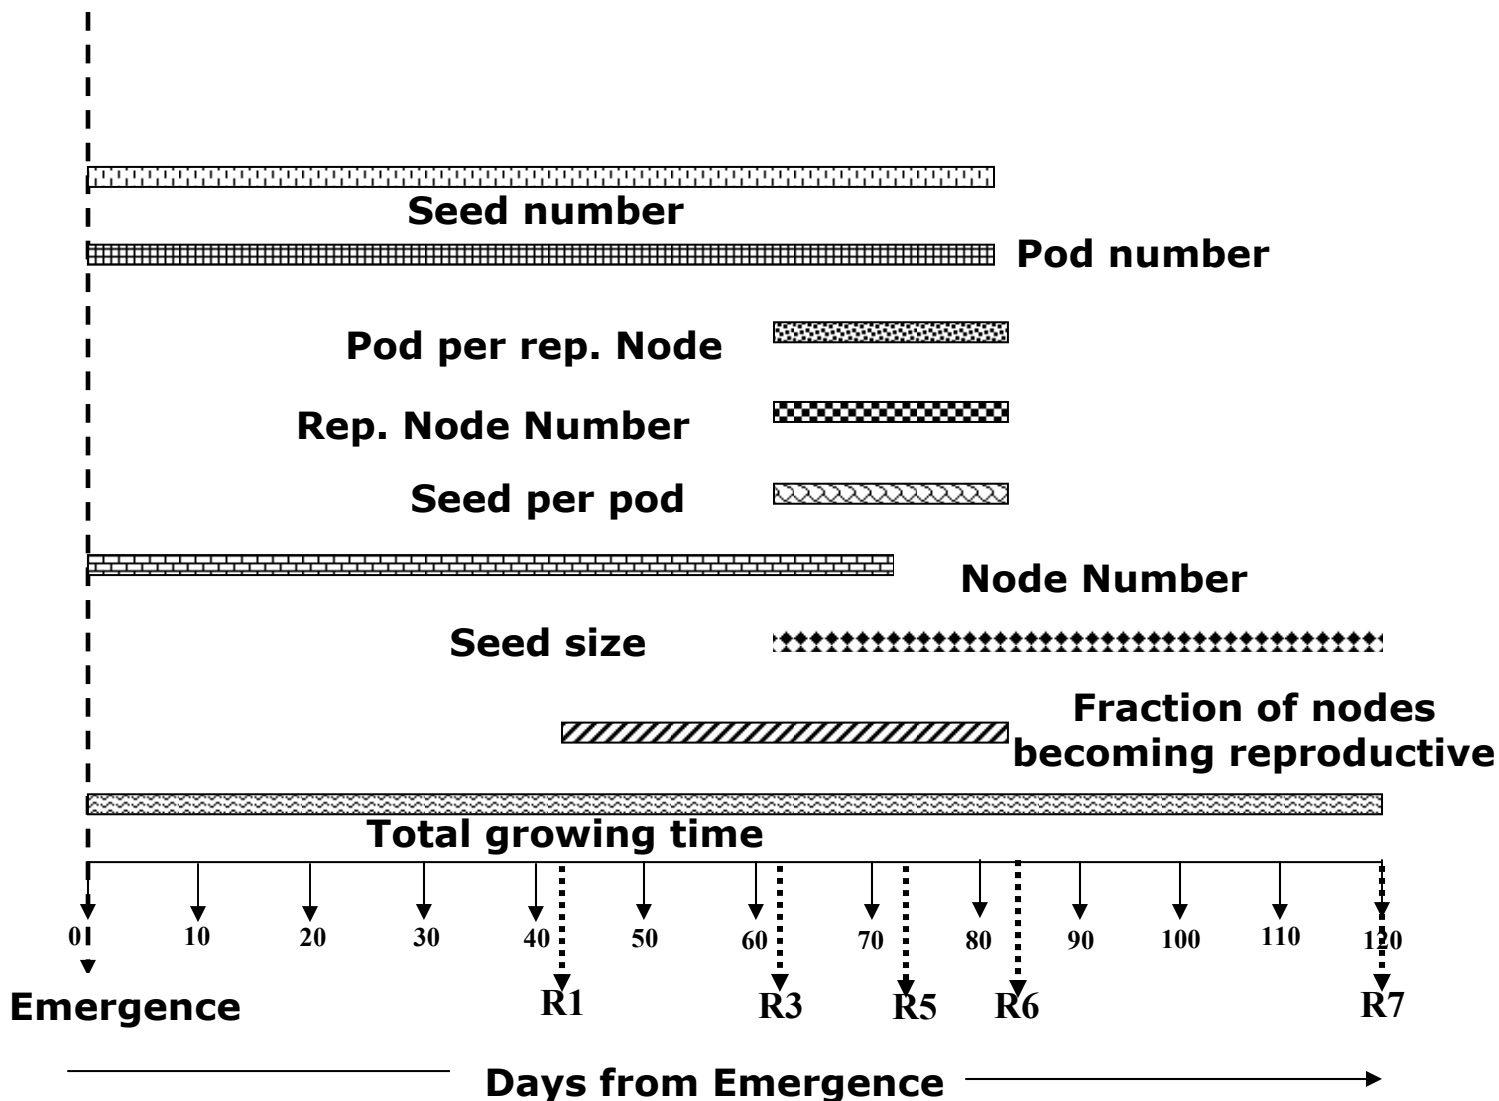 Seed number
Pod number
Pod per rep. Node
Rep. Node Number
Seed per pod
Node Number
Seed size
Fraction of nodes
becoming reproductive
Total growing time
0 10 20 30 40 50 60 70 80 90 100 110 120
Emergence R1 R3 R5 R6 R7
Days from Emergence